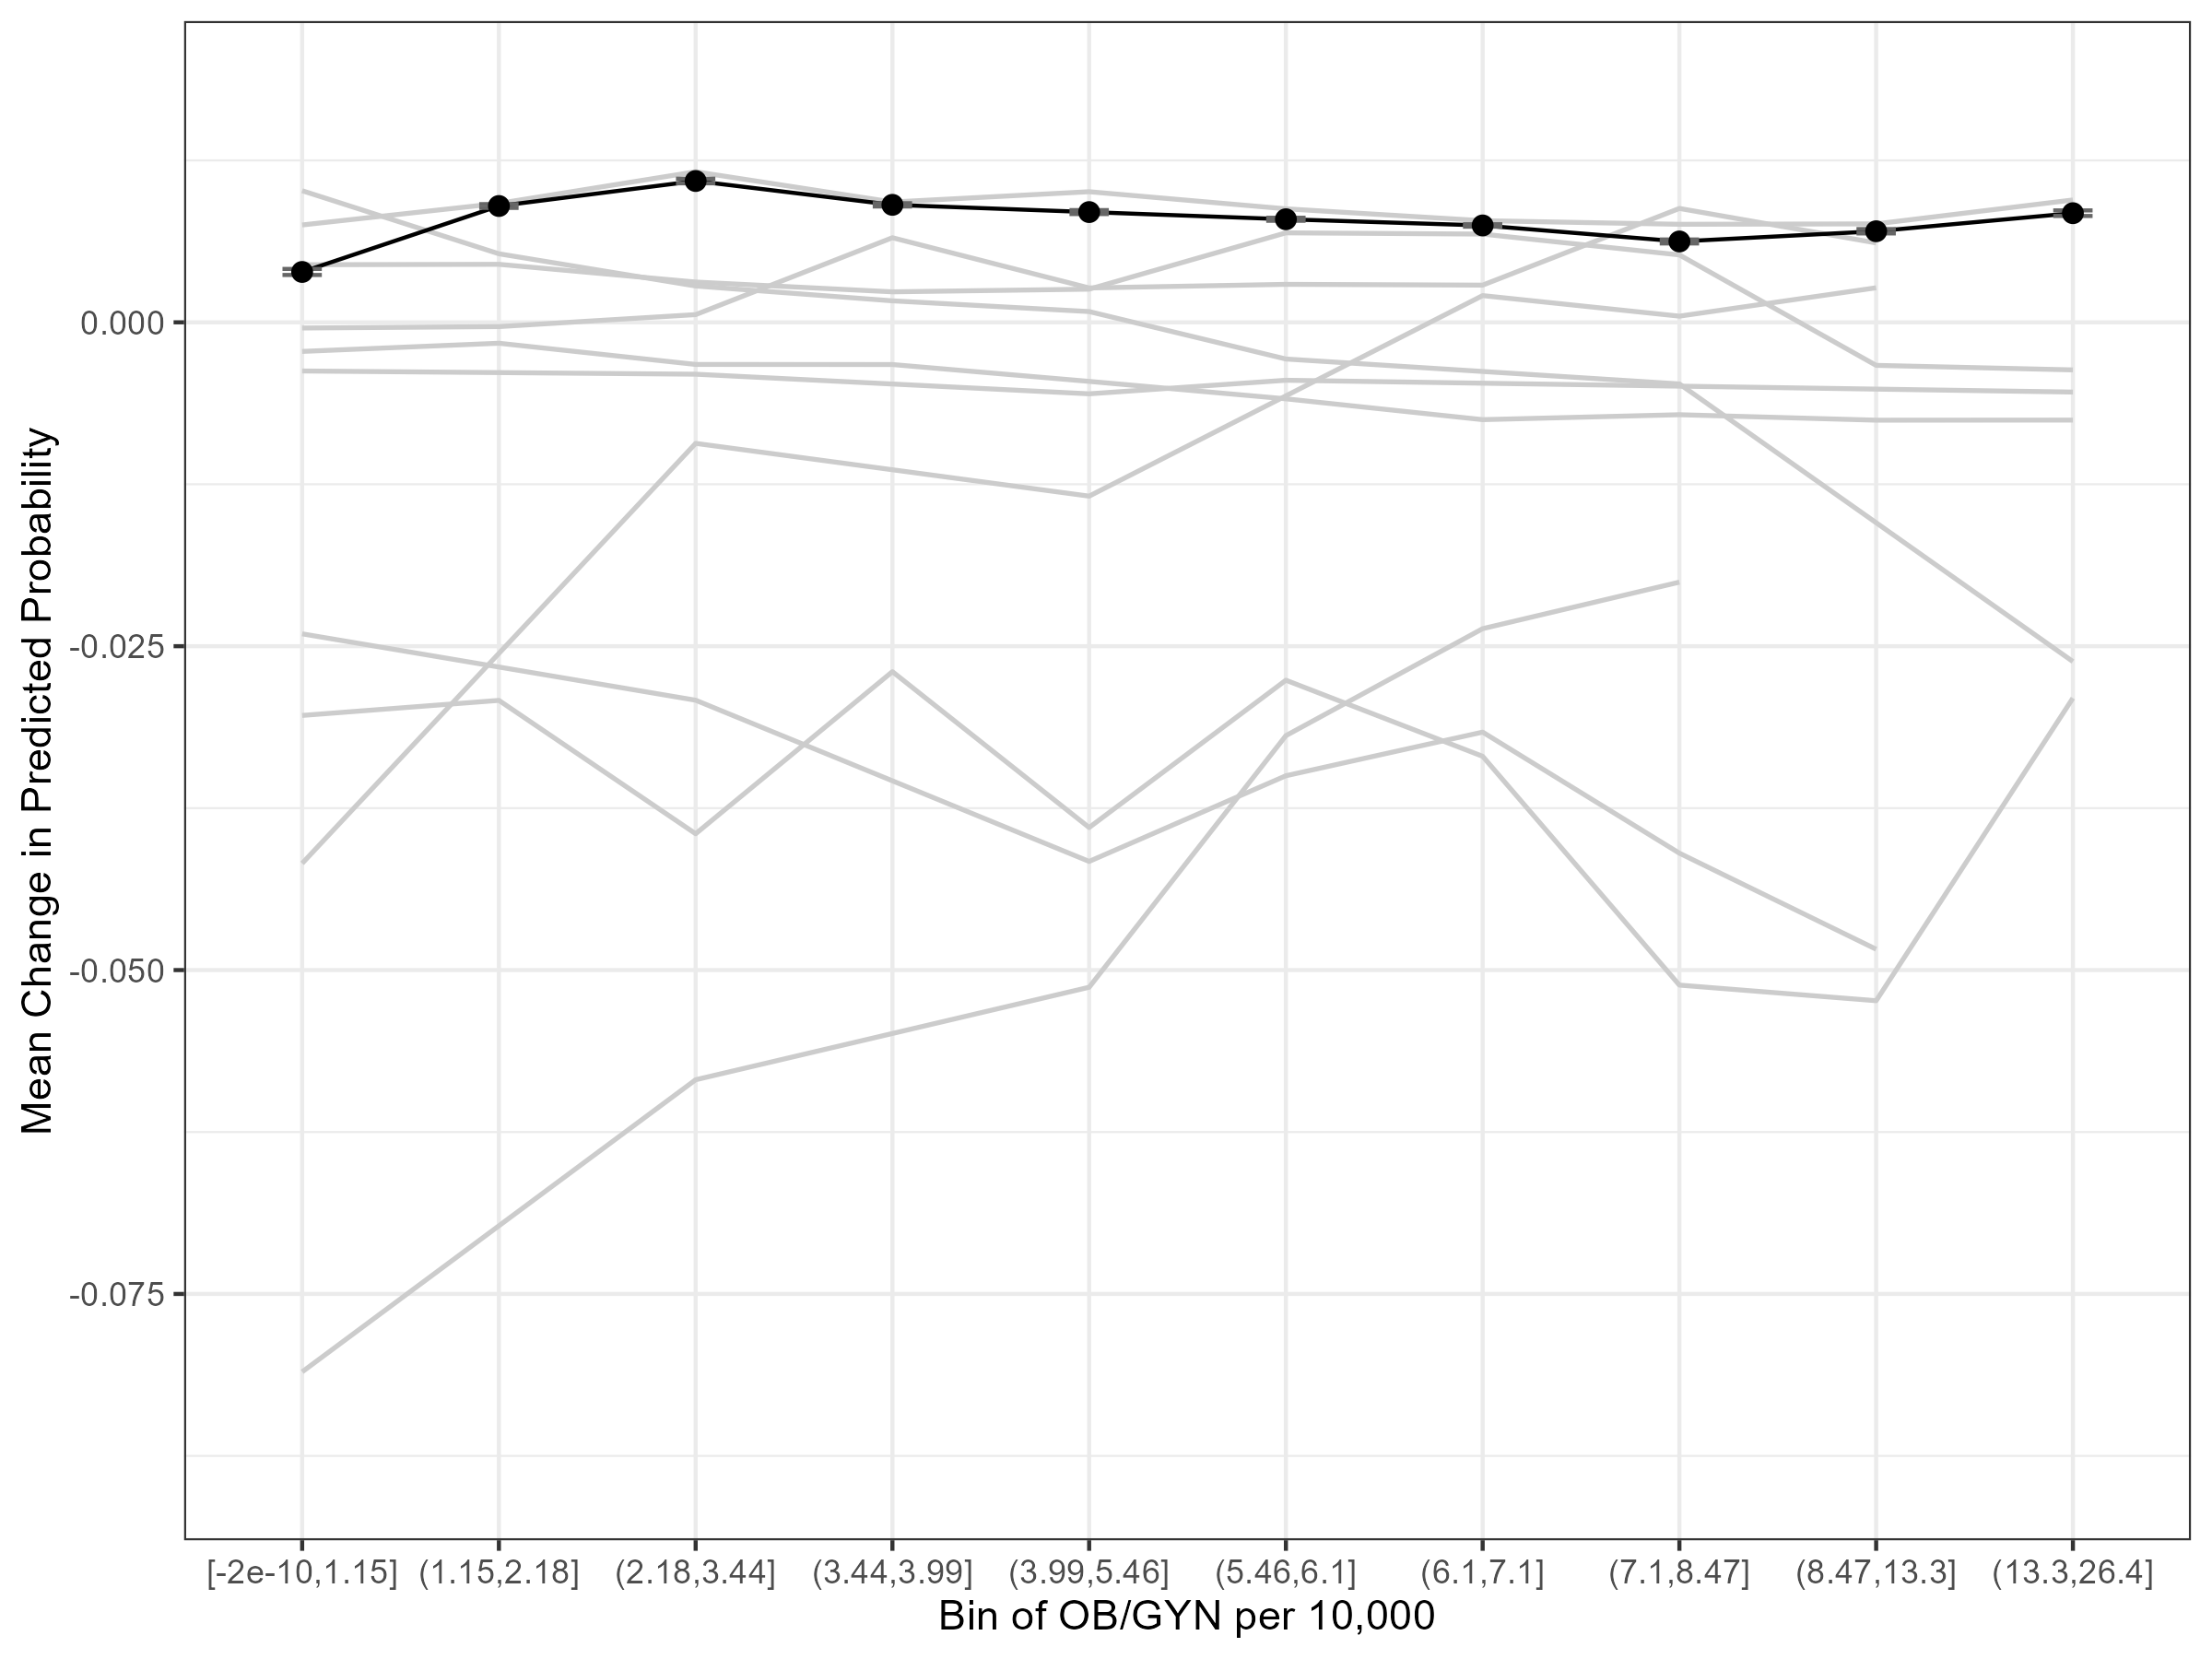 Mean Change in Predicted Probability
0.000
-0.025
-0.050
-0.075
[-2e-10,1.15] (1.15,2.18] (2.18,3.44] (3.44,3.99] (3.99,5.46] (5.46,6.1] (6.1,7.1] (7.1,8.47] (8.47,13.3] (13.3,26.4]
Bin of OB/GYN per 10,000